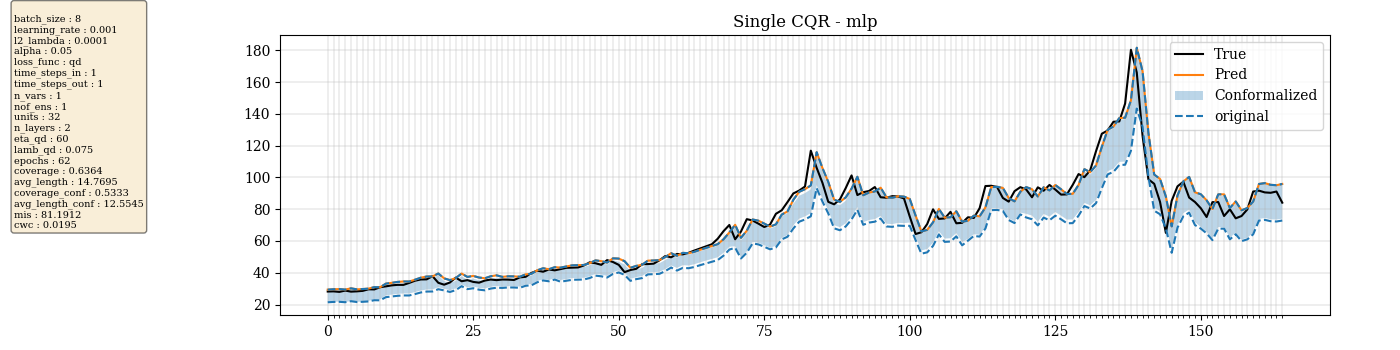 batch_size : 8
learning_rate : 0.001
l2_lambda : 0.0001
alpha : 0.05
loss_func : qd
time_steps_in : 1
time_steps_out : 1
n_vars : 1
nof_ens : 1
units : 32
n_layers : 2
eta_qd : 60
lamb_qd : 0.075
epochs : 62
coverage : 0.6364
avg_length : 14.7695
coverage_conf : 0.5333
avg_length_conf : 12.5545
mis : 81.1912
cwc : 0.0195
Single CQR - mlp
180
160
140
120
100
80
60
40
20
0 25 50 75 100 125 150
True
Pred
Conformalized
original